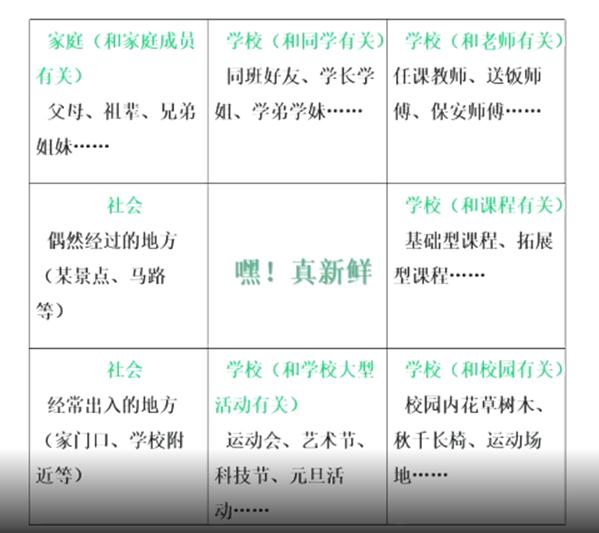 家庭（和家庭成员
有关）
父母、祖辈、兄弟
姐妹……
学校（和同学有关）
同班好友、学长学
姐、学弟学妹……
学校（和老师有关）
任课教师、送饭师
傅、保安师傅……
社会
偶然经过的地方
（某景点、马路
等）
嘿！真新鲜
学校（和课程有关）
基础型课程、拓展
型课程……
社会
经常出入的地方
（家门口、学校附
近等）
学校（和学校大型
活动有关）
运动会、艺术节、
科技节、元旦活
动……
学校（和校园有关）
校园内花草树木、
秋千长椅、运动场
地……